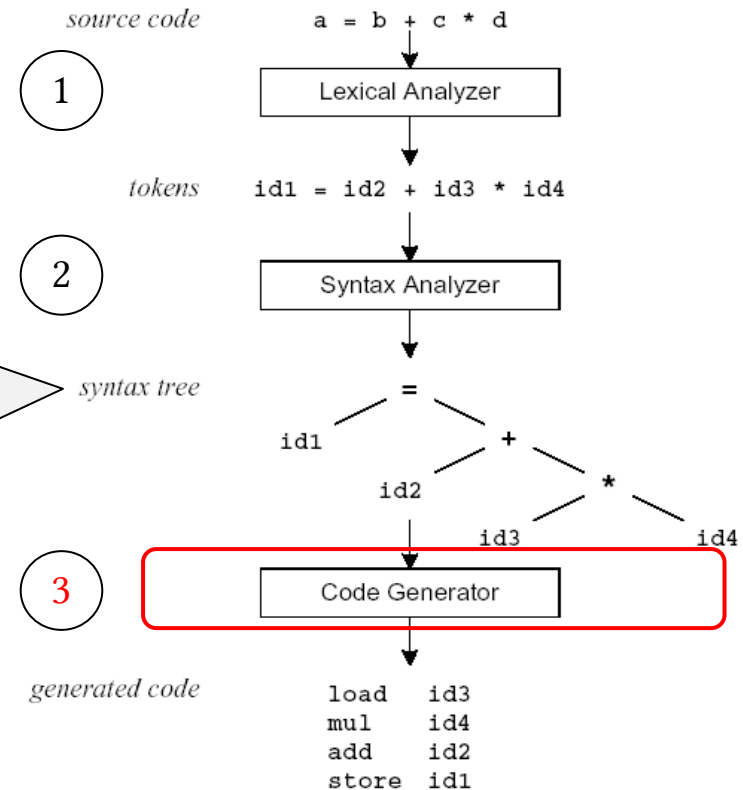 source code a = b + c * d
1
Lexical Analyzer
tokens id1 = id2 + id3 * id4
2
Syntax Analyzer
syntax tree =
id1 +
id2 *
id3 id4
3
Code Generator
generated code load id3
mul id4
add id2
store id1